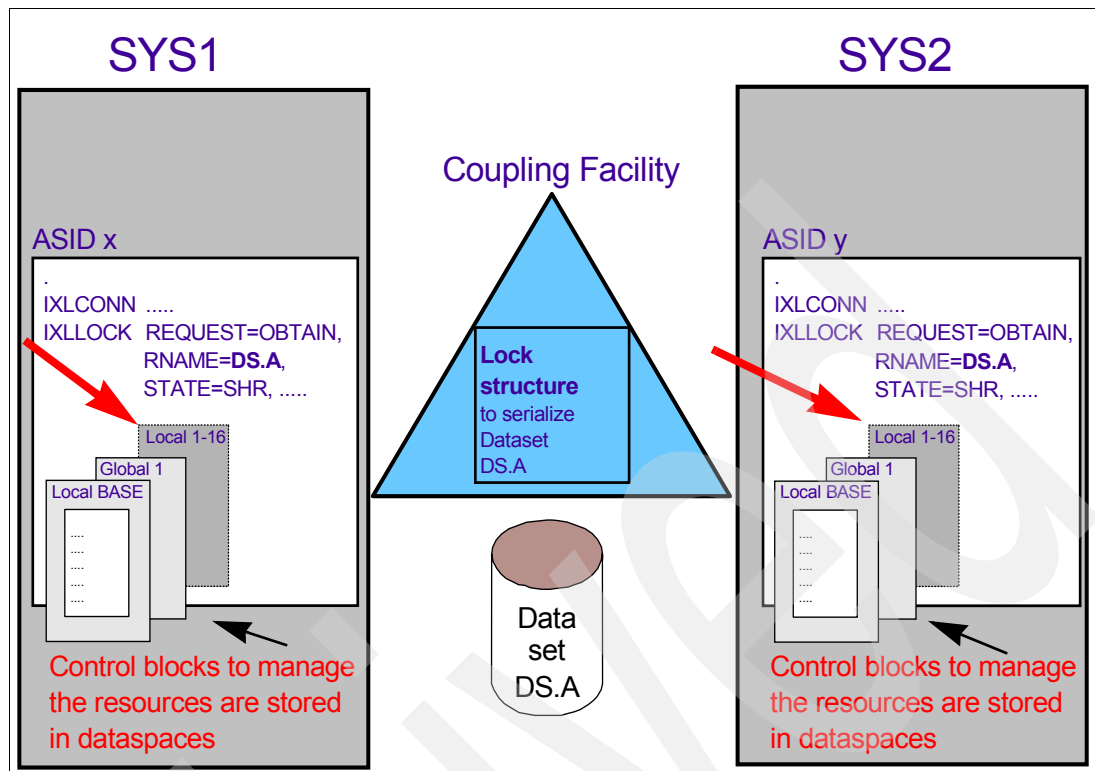 SYS1
ASID x
.
IXLCONN .....
IXLLOCK REQUEST=OBTAIN,
RNAME=DS.A,
STATE=SHR, .....
Local 1-16
Global 1
Local BASE
....
....
....
....
....
Control blocks to manage
the resources are stored
in dataspaces
Coupling Facility
Lock
structure
to serialize
Dataset
DS.A
Data
set
DS.A
SYS2
ASID y
.
IXLCONN .....
IXLLOCK REQUEST=OBTAIN,
RNAME=DS.A,
STATE=SHR, .....
Local 1-16
Global 1
Local BASE
....
....
....
....
....
Control blocks to manage
the resources are stored
in dataspaces